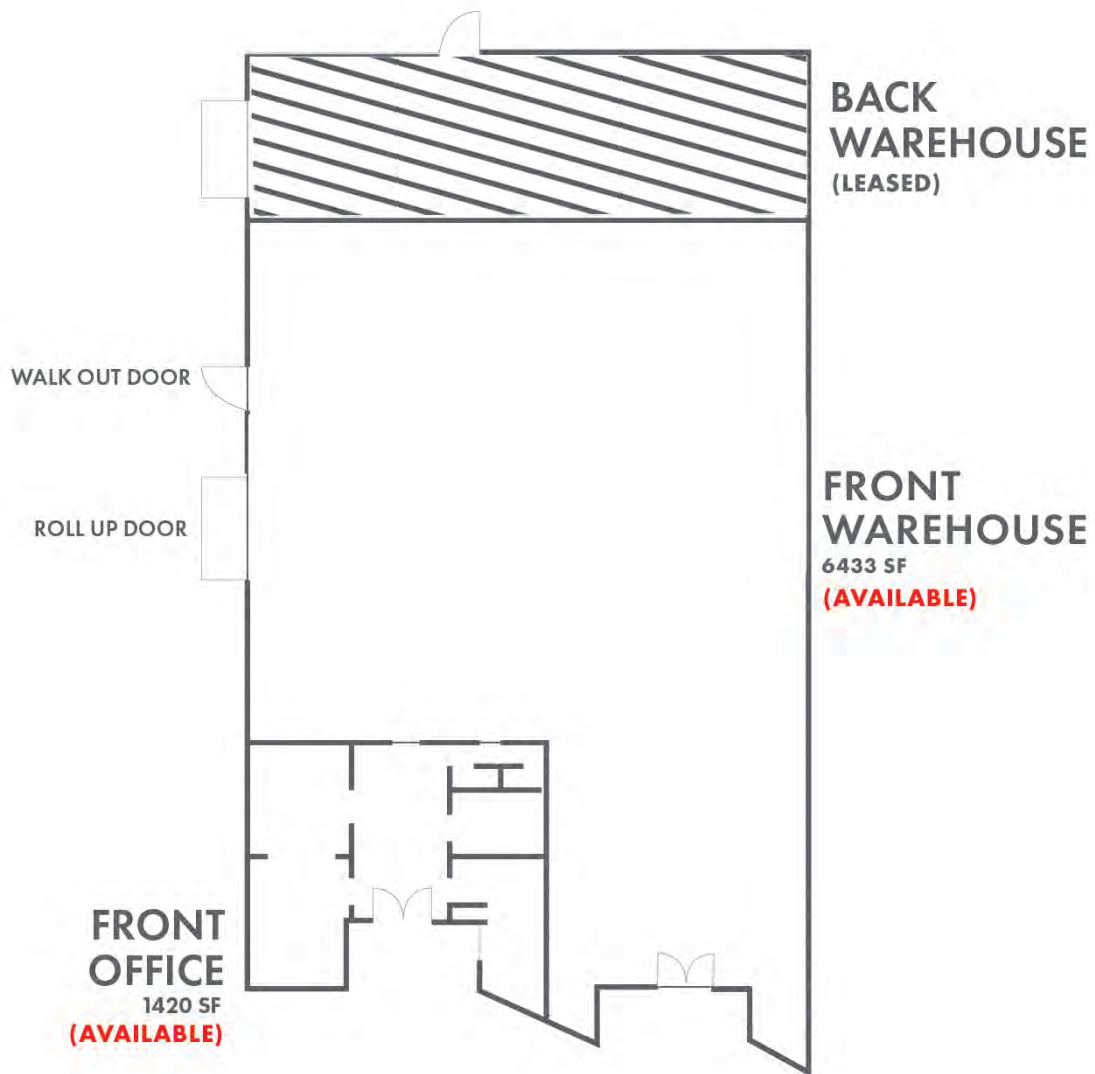 BACK
WAREHOUSE
(LEASED)
WALK OUT DOOR
ROLL UP DOOR
FRONT
WAREHOUSE
6433 SF
(AVAILABLE)
FRONT
OFFICE
1420 SF
(AVAILABLE)